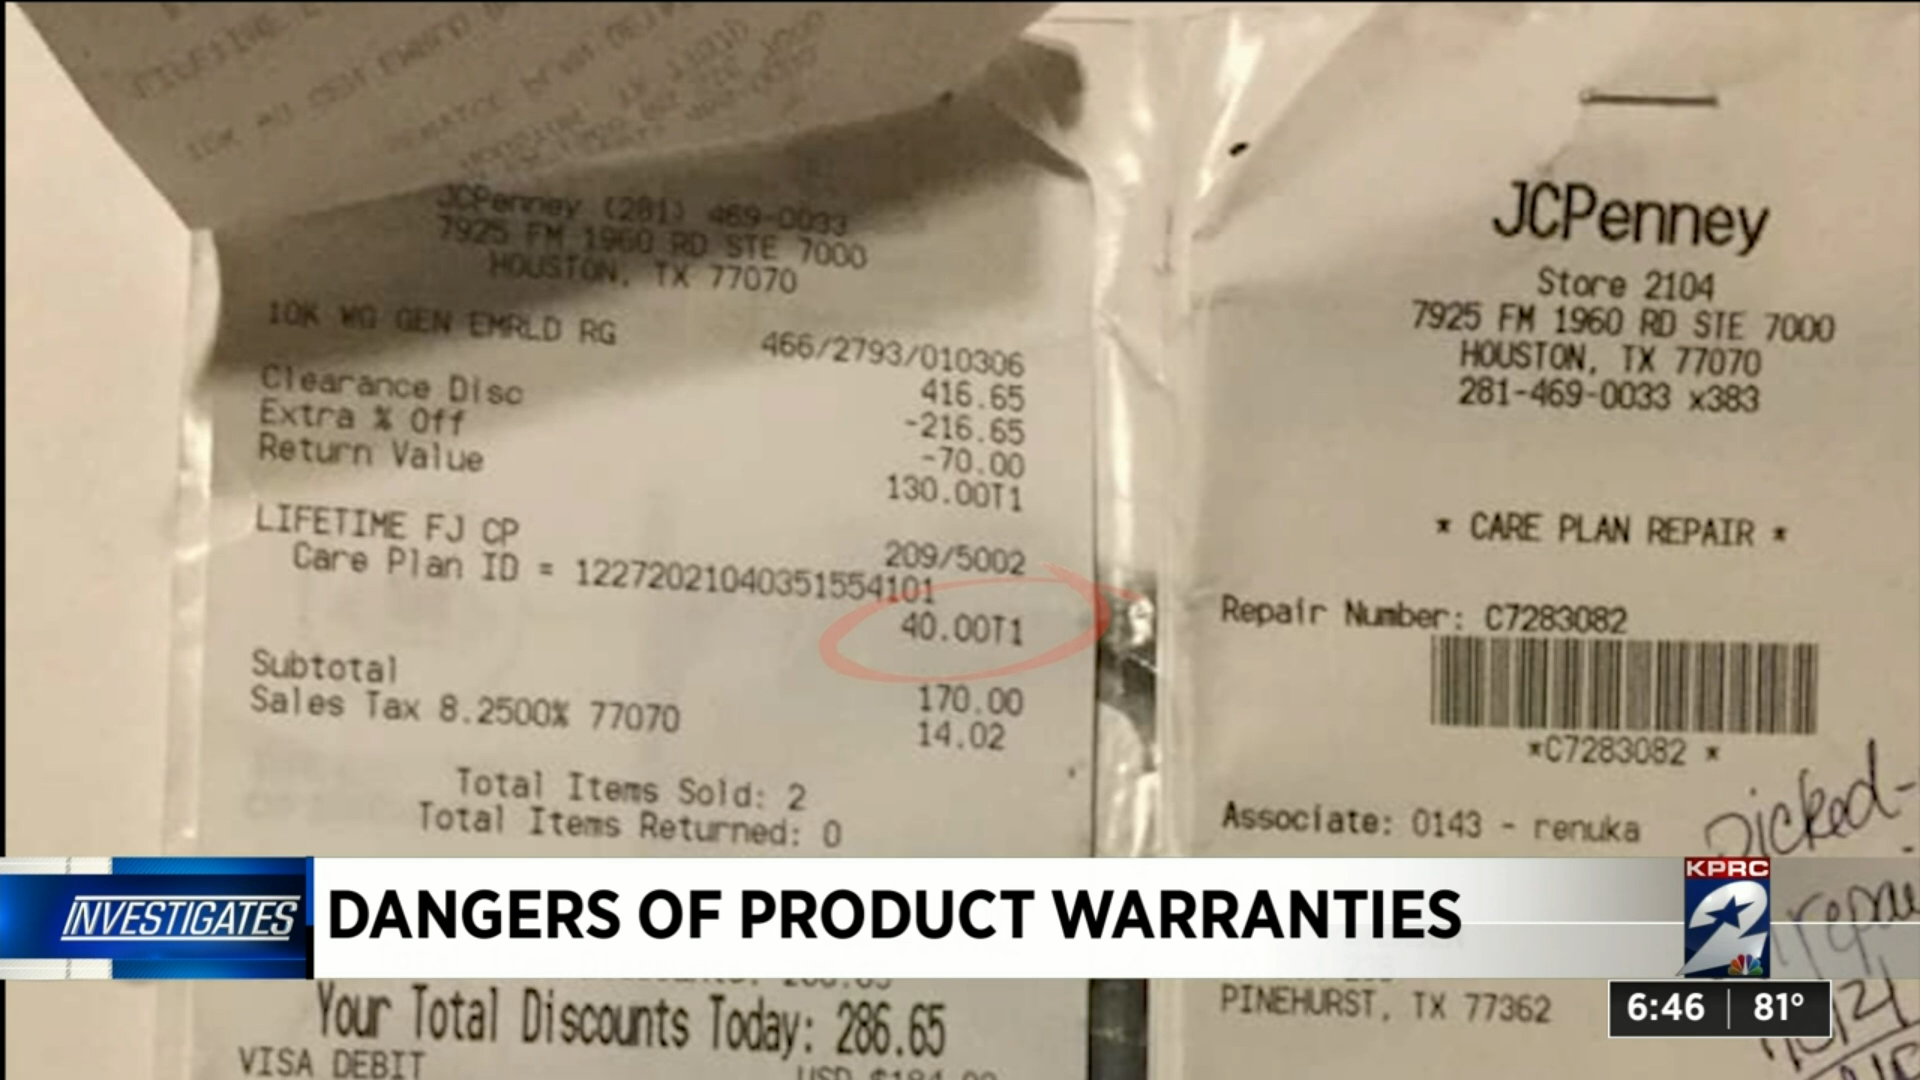 JCPenney (281) 469-0033
7925 FM 1960 RD STE 7000
HOUSTON, TX 77070
10K WG GEN EMRLD RG
466/2793/010306
416.65
Clearance Disc -216.65
Extra % Off -70.00
Return Value 130.00T1
LIFETIME FJ CP
209/5002
Care Plan ID = 12272021040351554101
40.00T1
Subtotal 170.00
Sales Tax 8.2500% 77070 14.02
Total Items Sold: 2
Total Items Returned: 0
Your Total Discounts Today: 286.65
VISA DEBIT
JCPenney
Store 2104
7925 FM 1960 RD STE 7000
HOUSTON, TX 77070
281-469-0033 x383
* CARE PLAN REPAIR *
Repair Number: C7283082
*C7283082 *
Associate: 0143 - renuka
Picked-
PINEHURST, TX 77362
INVESTIGATES
DANGERS OF PRODUCT WARRANTIES
KPRC
2
6:46 81°